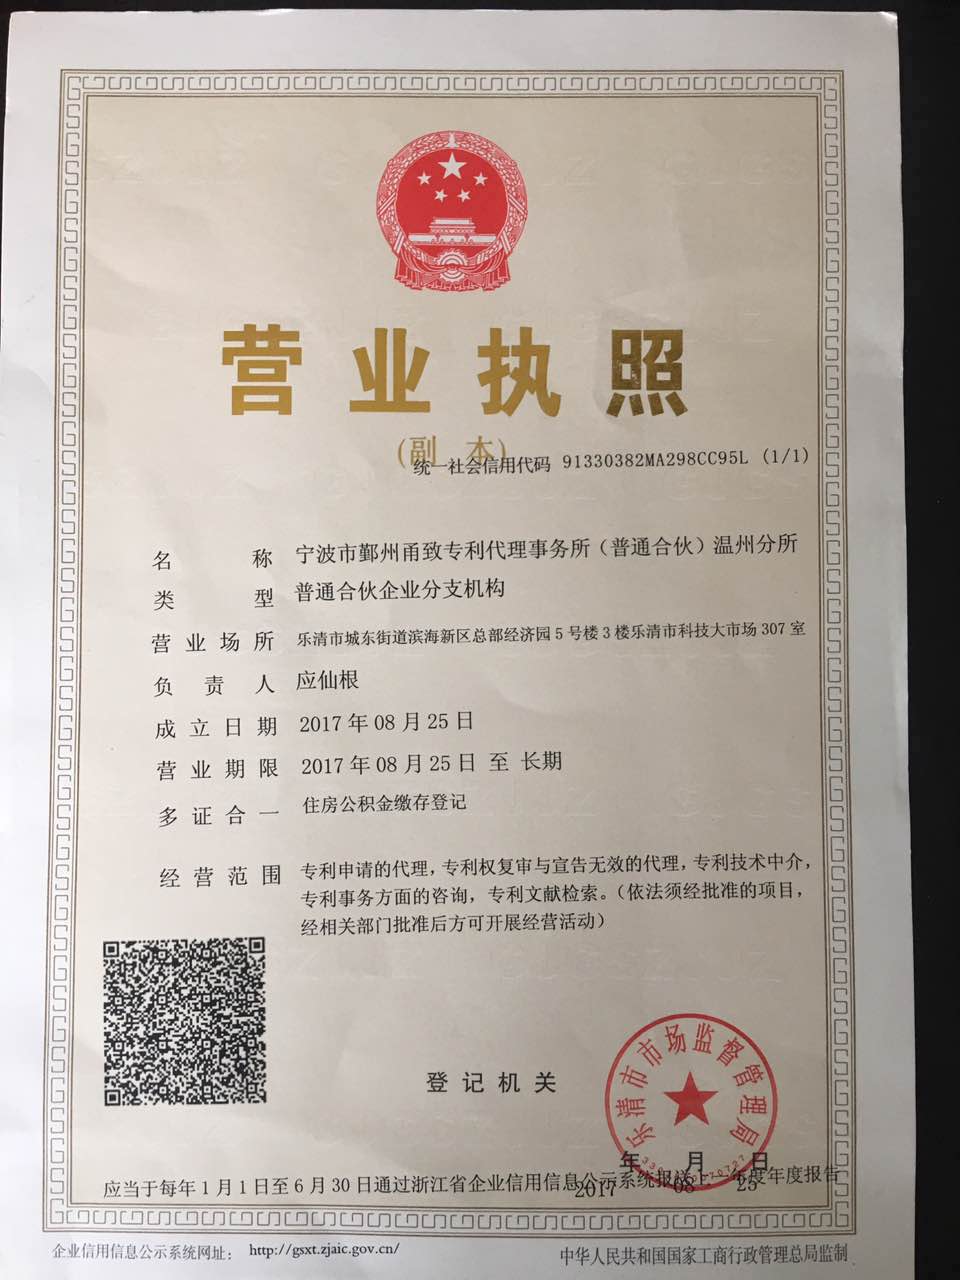 营业执照
(副 本)
统一社会信用代码 91330382MA298CC95L (1/1)
名 称 宁波市鄞州甬致专利代理事务所（普通合伙）温州分所
类 型 普通合伙企业分支机构
营业场所 乐清市城东街道滨海新区总部经济园5号楼3楼乐清市科技大市场307室
负责人 应仙根
成立日期 2017年08月25日
营业期限 2017年08月25日 至 长期
多证合一 住房公积金缴存登记
经营范围 专利申请的代理，专利权复审与宣告无效的代理，专利技术中介，
专利事务方面的咨询，专利文献检索。（依法须经批准的项目，
经相关部门批准后方可开展经营活动）
乐清市市场监督管理局
登记机关
年 月 日
2017 08 25
应当于每年1月1日至6月30日通过浙江省企业信用信息公示系统报送上一年度年度报告
企业信用信息公示系统网址： http://gsxt.zjaic.gov.cn/
中华人民共和国国家工商行政管理总局监制